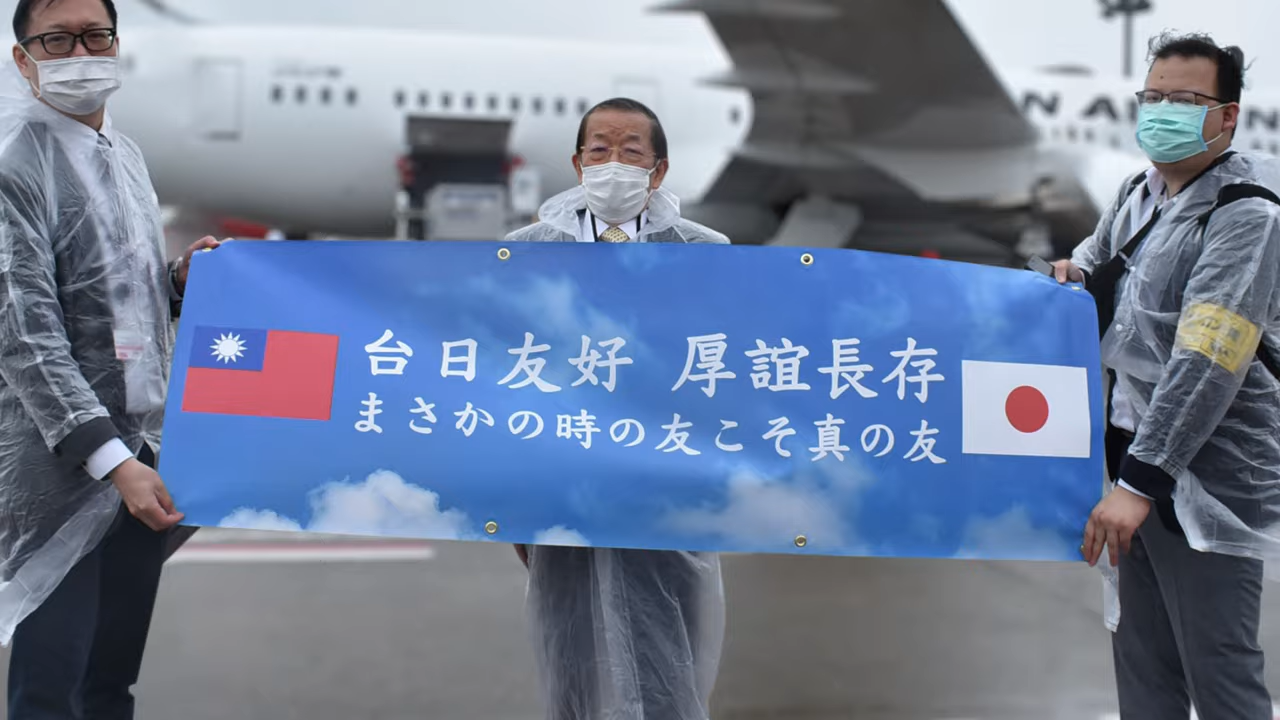 台日友好 厚誼長存
まさかの時の友こそ真の友